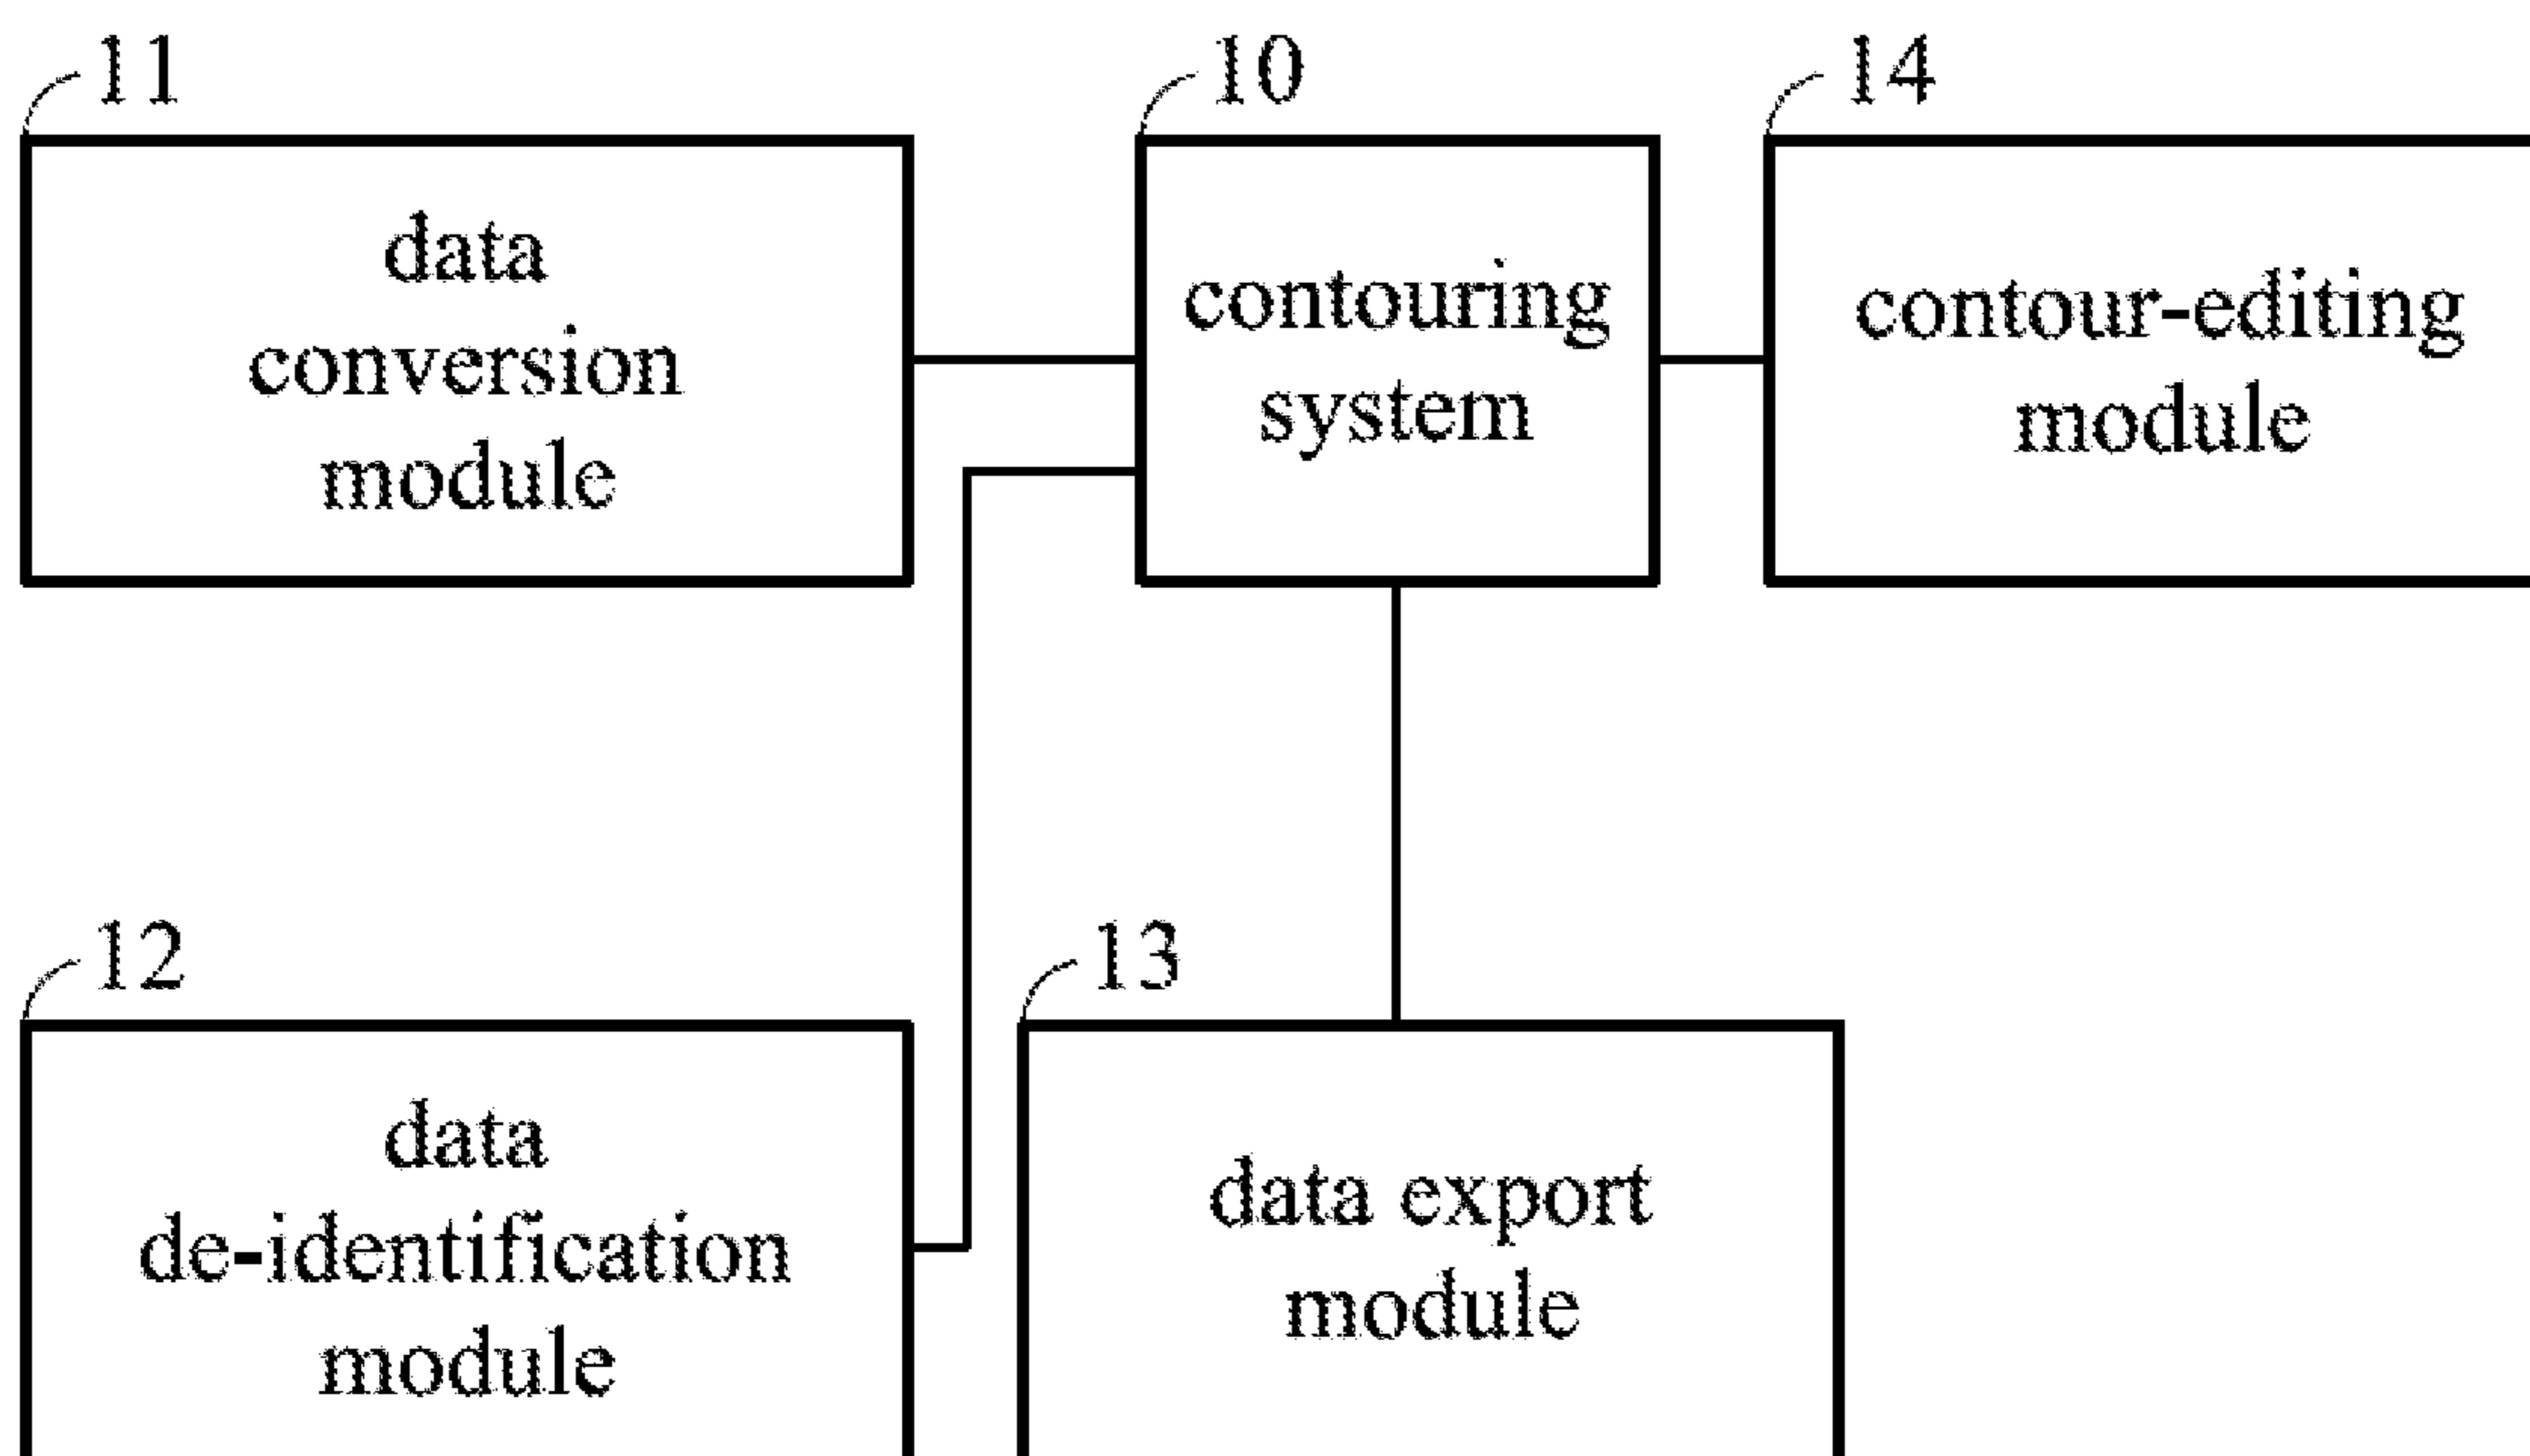 11
data
conversion
module
10
contouring
system
14
contour-editing
module
12
data
de-identification
module
13
data export
module